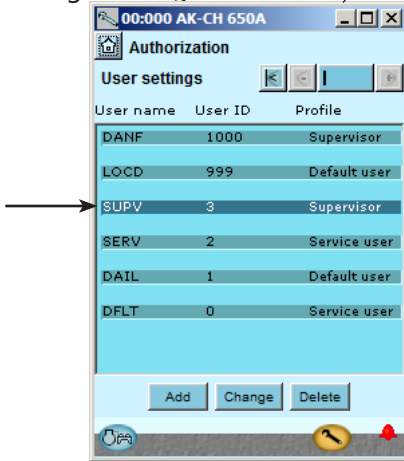 00:000 AK-CH 650A
Authorization
User settings
User name User ID Profile
DANF 1000 Supervisor
LOCD 999 Default user
SUPV 3 Supervisor
SERV 2 Service user
DAIL 1 Default user
DFLT 0 Service user
Add Change Delete